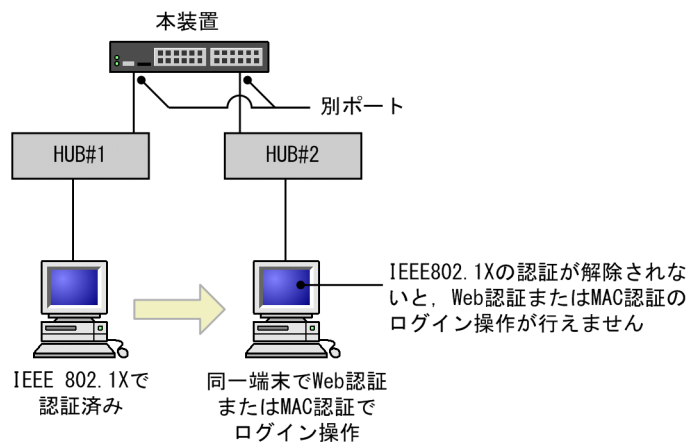 本装置
別ポート
HUB#1
HUB#2
IEEE802.1Xの認証が解除されな
いと，Web認証またはMAC認証の
ログイン操作が行えません
IEEE 802.1Xで
認証済み
同一端末でWeb認証
またはMAC認証で
ログイン操作